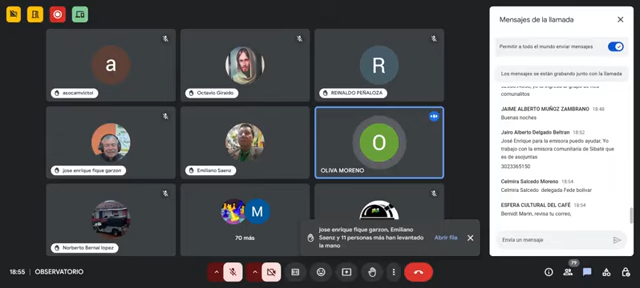 a
asocamvictol
Octavio Giraldo
R
REINALDO PEÑALOZA
jose enrique fique garzon
Emiliano Saenz
O
OLIVA MORENO
Norberto Bernal lopez
M
70 más
jose enrique fique garzon, Emiliano
Saenz y 11 personas más han levantado la
mano
Abrir fila
18:55 | OBSERVATORIO
79
Mensajes de la llamada
Permitir a todo el mundo enviar mensajes
Los mensajes se están grabando junto con la llamada
comunalitos
JAIME ALBERTO MUÑOZ ZAMBRANO 18:48
Buenas noches
Jairo Alberto Delgado Beltran 18:52
José Enrique para la emisora puedo ayudar, Yo
trabajo con la emisora comunitaria de Sibaté que
es de asojuntas
3023365150
Celmira Salcedo Moreno 18:54
Celmira Salcedo delegada Fede bolivar
ESFERA CULTURAL DEL CAFÉ 18:54
Bernidt Marin, revisa tu correo,
Envía un mensaje